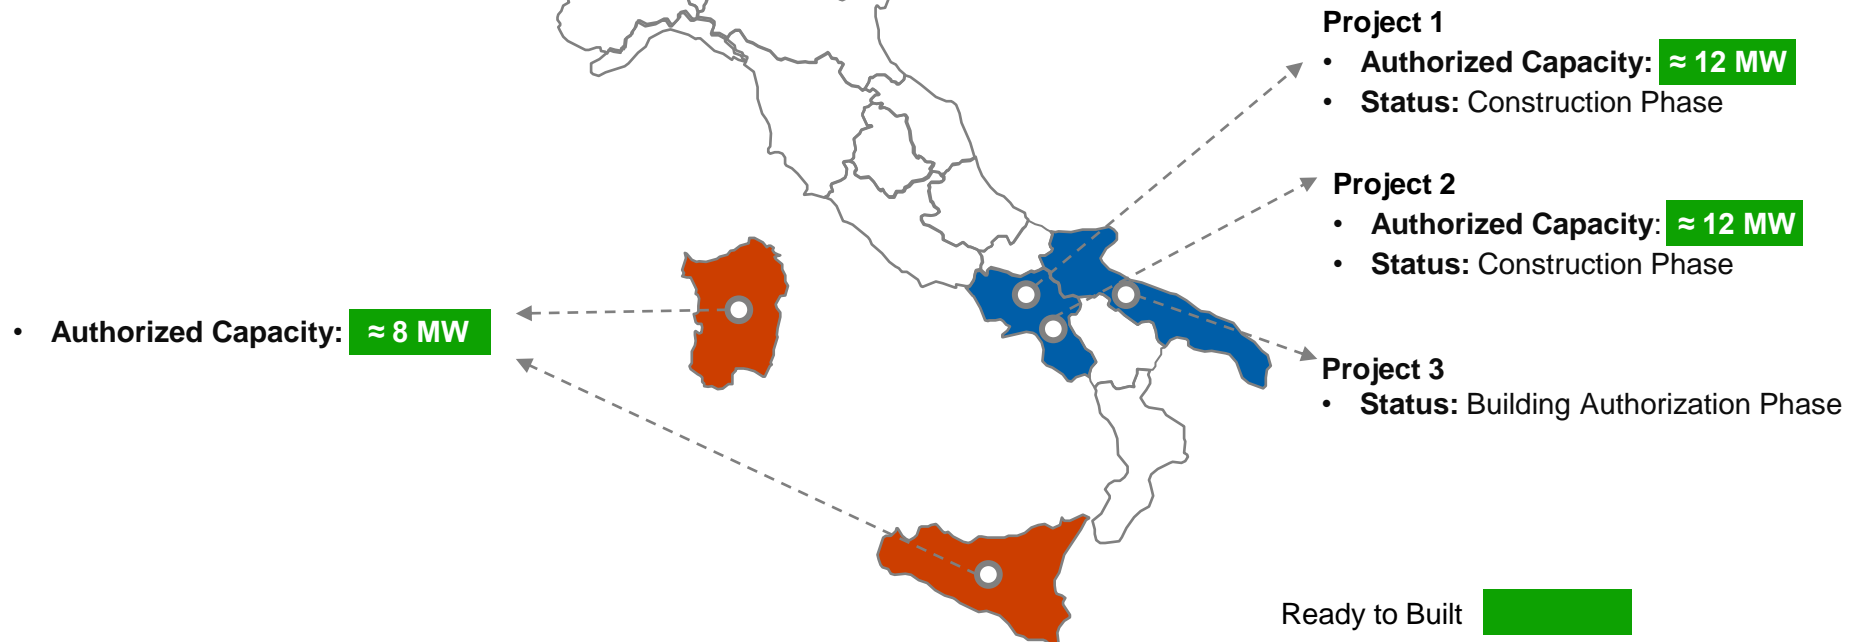 Project 1
• Authorized Capacity: ≈ 12 MW
• Status: Construction Phase
Project 2
• Authorized Capacity: ≈ 12 MW
• Status: Construction Phase
• Authorized Capacity: ≈ 8 MW
Project 3
• Status: Building Authorization Phase
Ready to Built